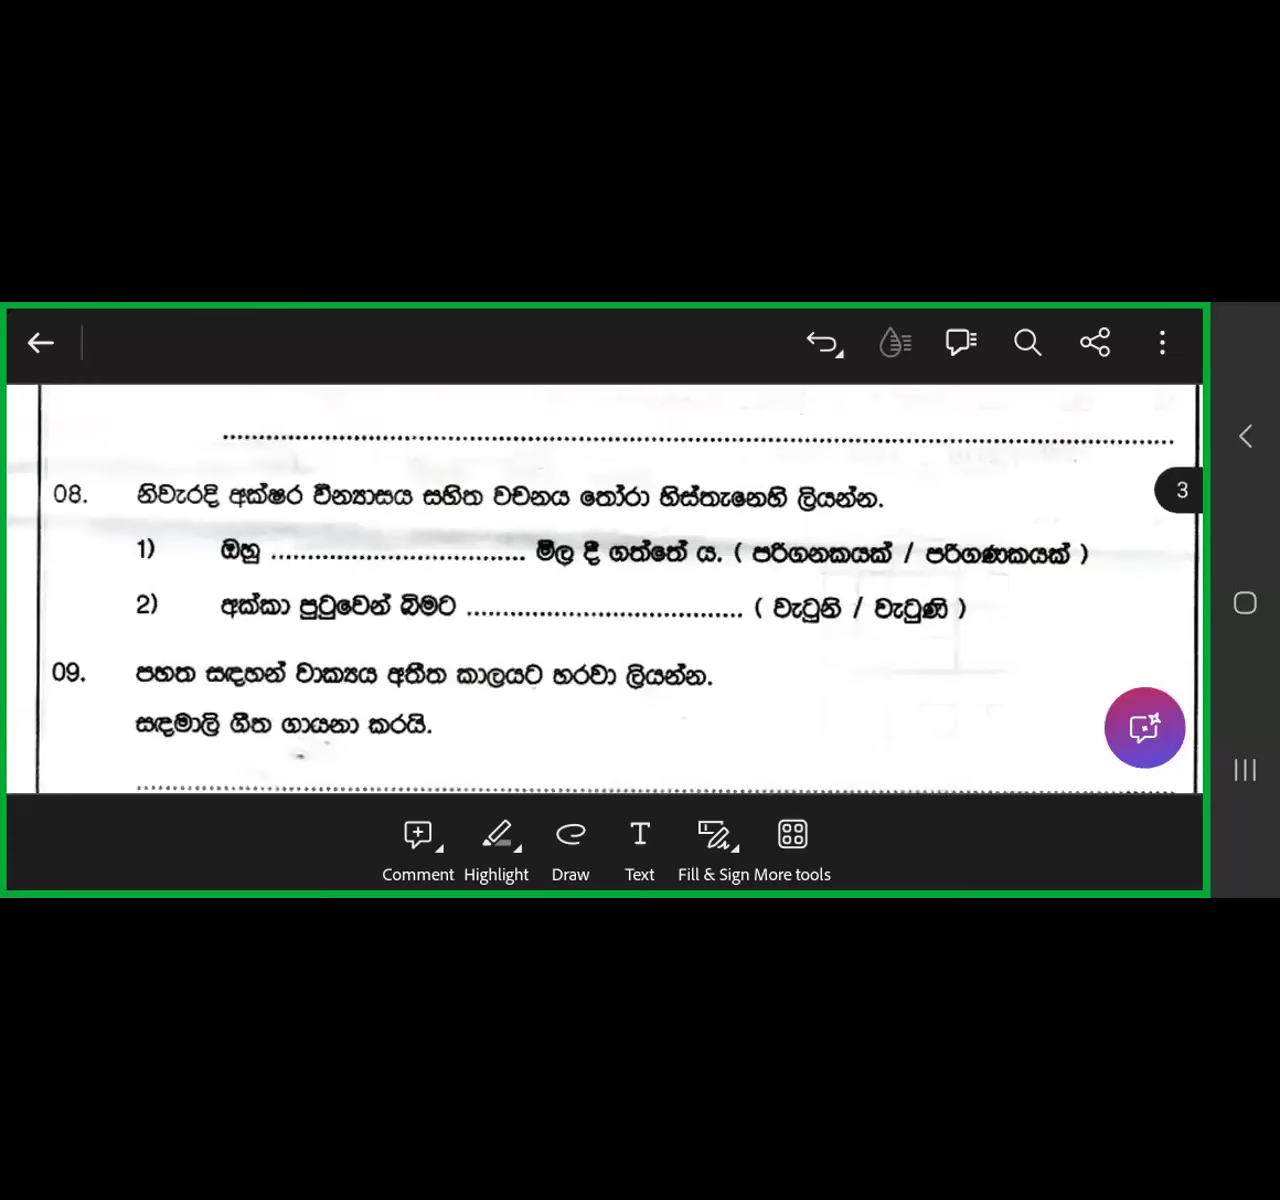 3
..............................................................................
08. නිවැරදි අක්ෂර වින්‍යාසය සහිත වචනය තෝරා හිස්තැනෙහි ලියන්න.
1) ඔහු .................................. මිල දී ගත්තේ ය. ( පරිගනකයක් / පරිගණකයක් )
2) අක්කා පුටුවෙන් බිමට .................................... ( වැටුනි / වැටුණි )
09. පහත සඳහන් වාක්‍යය අතීත කාලයට හරවා ලියන්න.
සඳමාලි ගීත ගායනා කරයි.
..............................................................................
Comment Highlight Draw Text Fill & Sign More tools